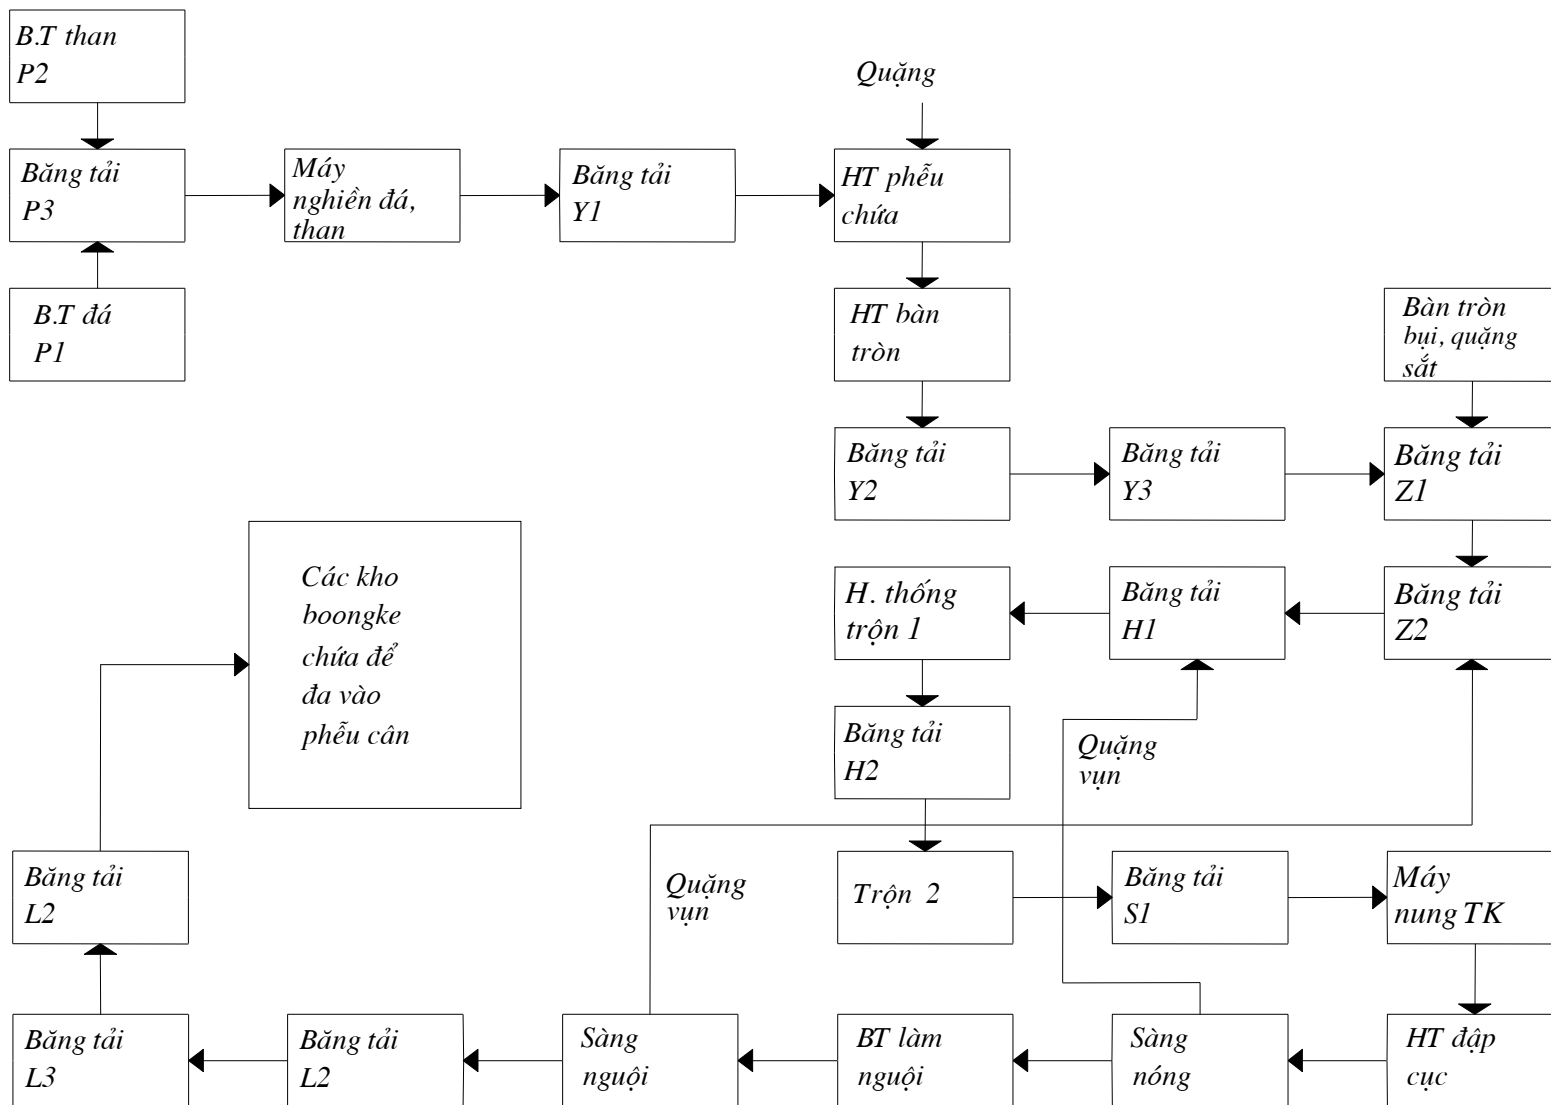 B.T than
P2
Quặng
Băng tải
P3
Máy
nghiền đá,
than
Băng tải
Y1
HT phễu
chứa
B.T đá
P1
HT bàn
tròn
Bàn tròn
bụi, quặng
sắt
Băng tải
Y2
Băng tải
Y3
Băng tải
Z1
Các kho
boongke
chứa để
đa vào
phễu cân
H. thống
trộn 1
Băng tải
H1
Băng tải
Z2
Băng tải
H2
Quặng
vụn
Băng tải
L2
Quặng
vụn
Trộn 2
Băng tải
S1
Máy
nung TK
Băng tải
L3
Băng tải
L2
Sàng
nguội
BT làm
nguội
Sàng
nóng
HT đập
cục